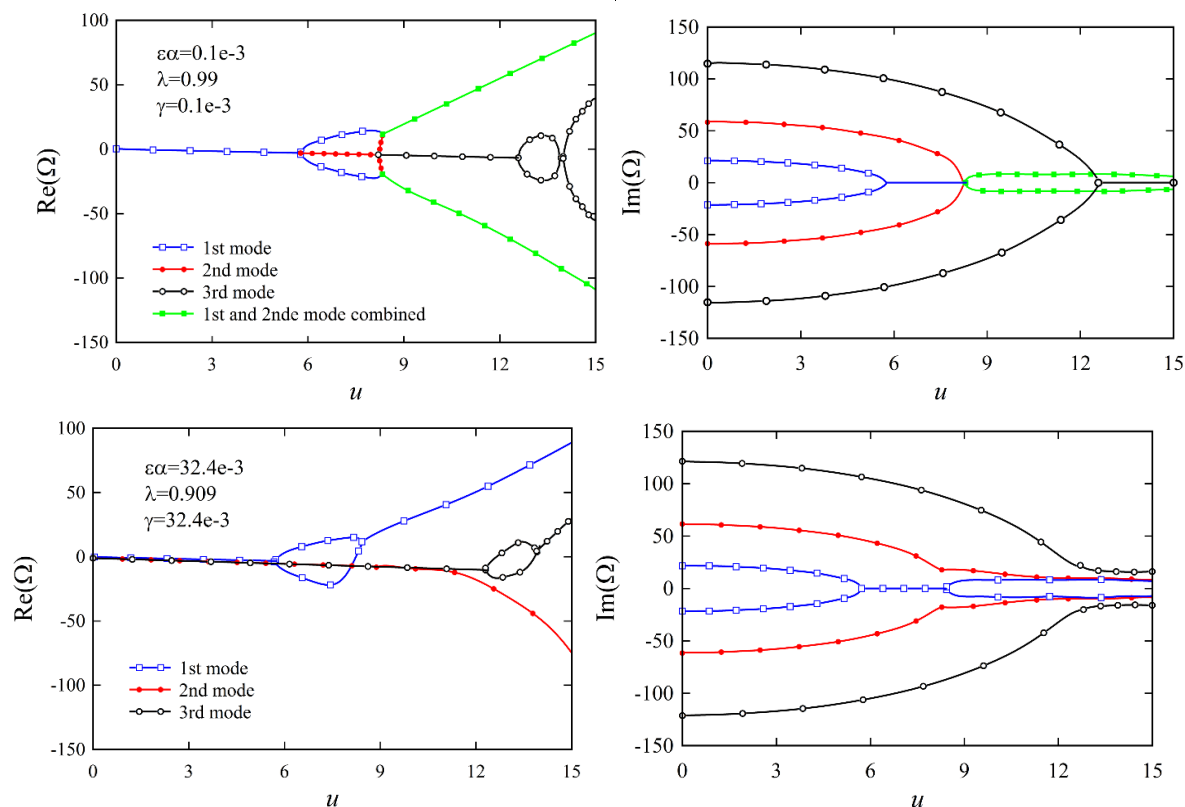 100
50
0
-50
-100
-150
Re(Ω)
εα=0.1e-3
λ=0.99
γ=0.1e-3
1st mode
2nd mode
3rd mode
1st and 2nde mode combined
0
3
6
9
12
15
u
150
100
50
0
-50
-100
-150
Im(Ω)
0
3
6
9
12
15
u
100
50
0
-50
-100
-150
Re(Ω)
εα=32.4e-3
λ=0.909
γ=32.4e-3
1st mode
2nd mode
3rd mode
0
3
6
9
12
15
u
150
100
50
0
-50
-100
-150
Im(Ω)
0
3
6
9
12
15
u